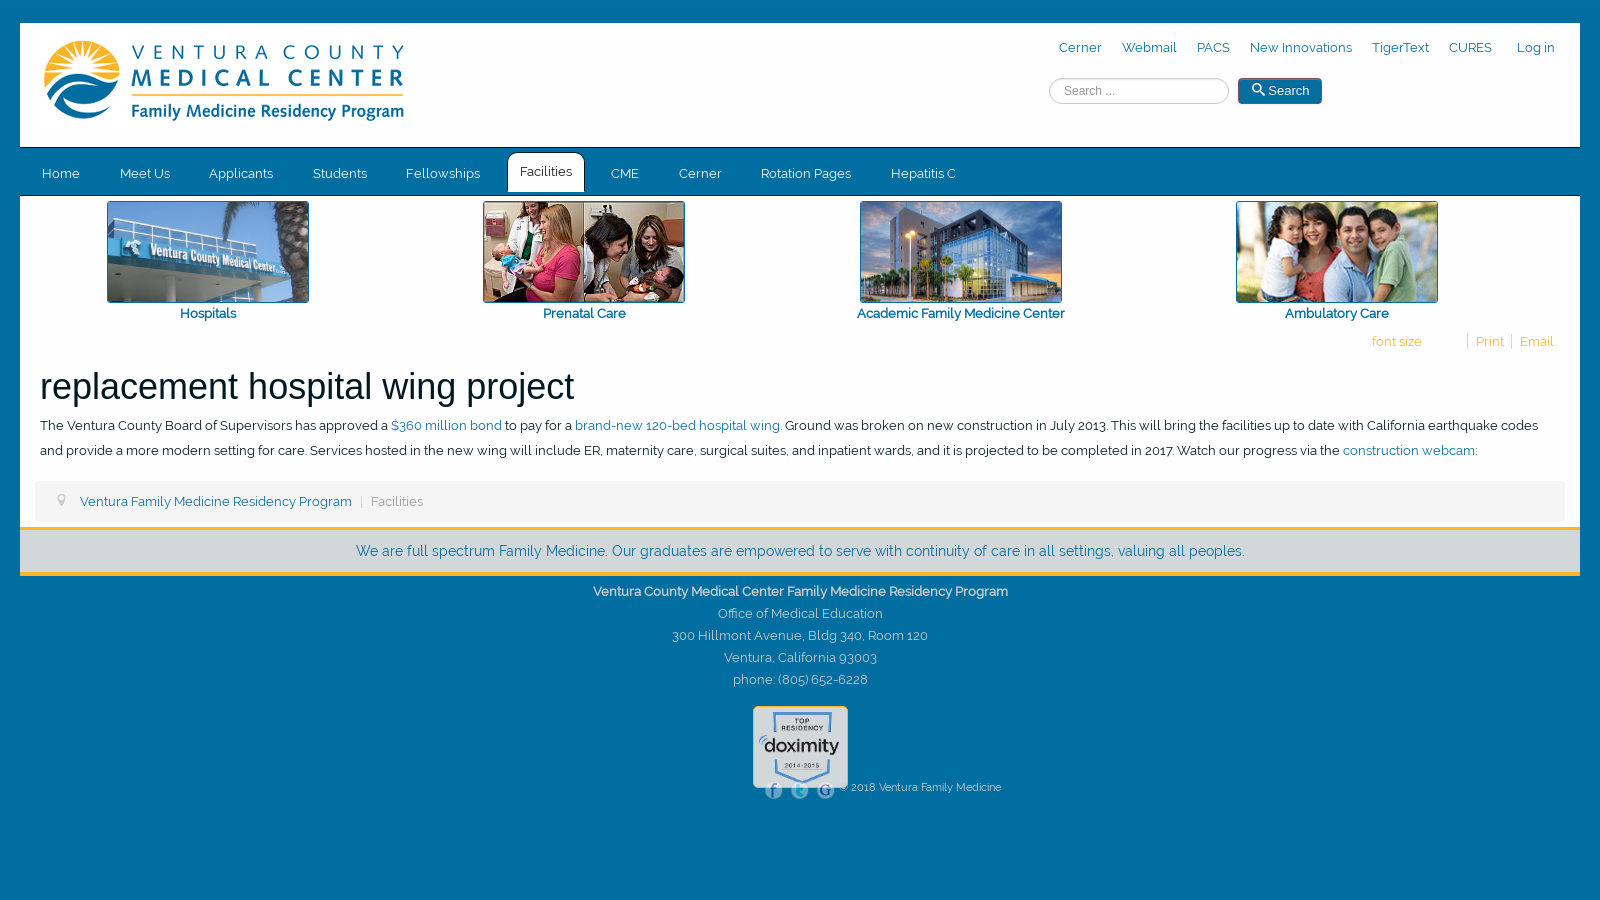 VENTURA COUNTY
MEDICAL CENTER
Family Medicine Residency Program
Cerner Webmail PACS New Innovations TigerText CURES Log in
Search ... Search
Home Meet Us Applicants Students Fellowships Facilities CME Cerner Rotation Pages Hepatitis C
Ventura County Medical Center
Hospitals Prenatal Care Academic Family Medicine Center Ambulatory Care
font size Print Email
replacement hospital wing project
The Ventura County Board of Supervisors has approved a $360 million bond to pay for a brand-new 120-bed hospital wing. Ground was broken on new construction in July 2013. This will bring the facilities up to date with California earthquake codes
and provide a more modern setting for care. Services hosted in the new wing will include ER, maternity care, surgical suites, and inpatient wards, and it is projected to be completed in 2017. Watch our progress via the construction webcam:
Ventura Family Medicine Residency Program | Facilities
We are full spectrum Family Medicine. Our graduates are empowered to serve with continuity of care in all settings, valuing all peoples.
Ventura County Medical Center Family Medicine Residency Program
Office of Medical Education
300 Hillmont Avenue, Bldg 340, Room 120
Ventura, California 93003
phone: (805) 652-6228
TOP
RESIDENCY
doximity
2014-2015
f t G © 2018 Ventura Family Medicine